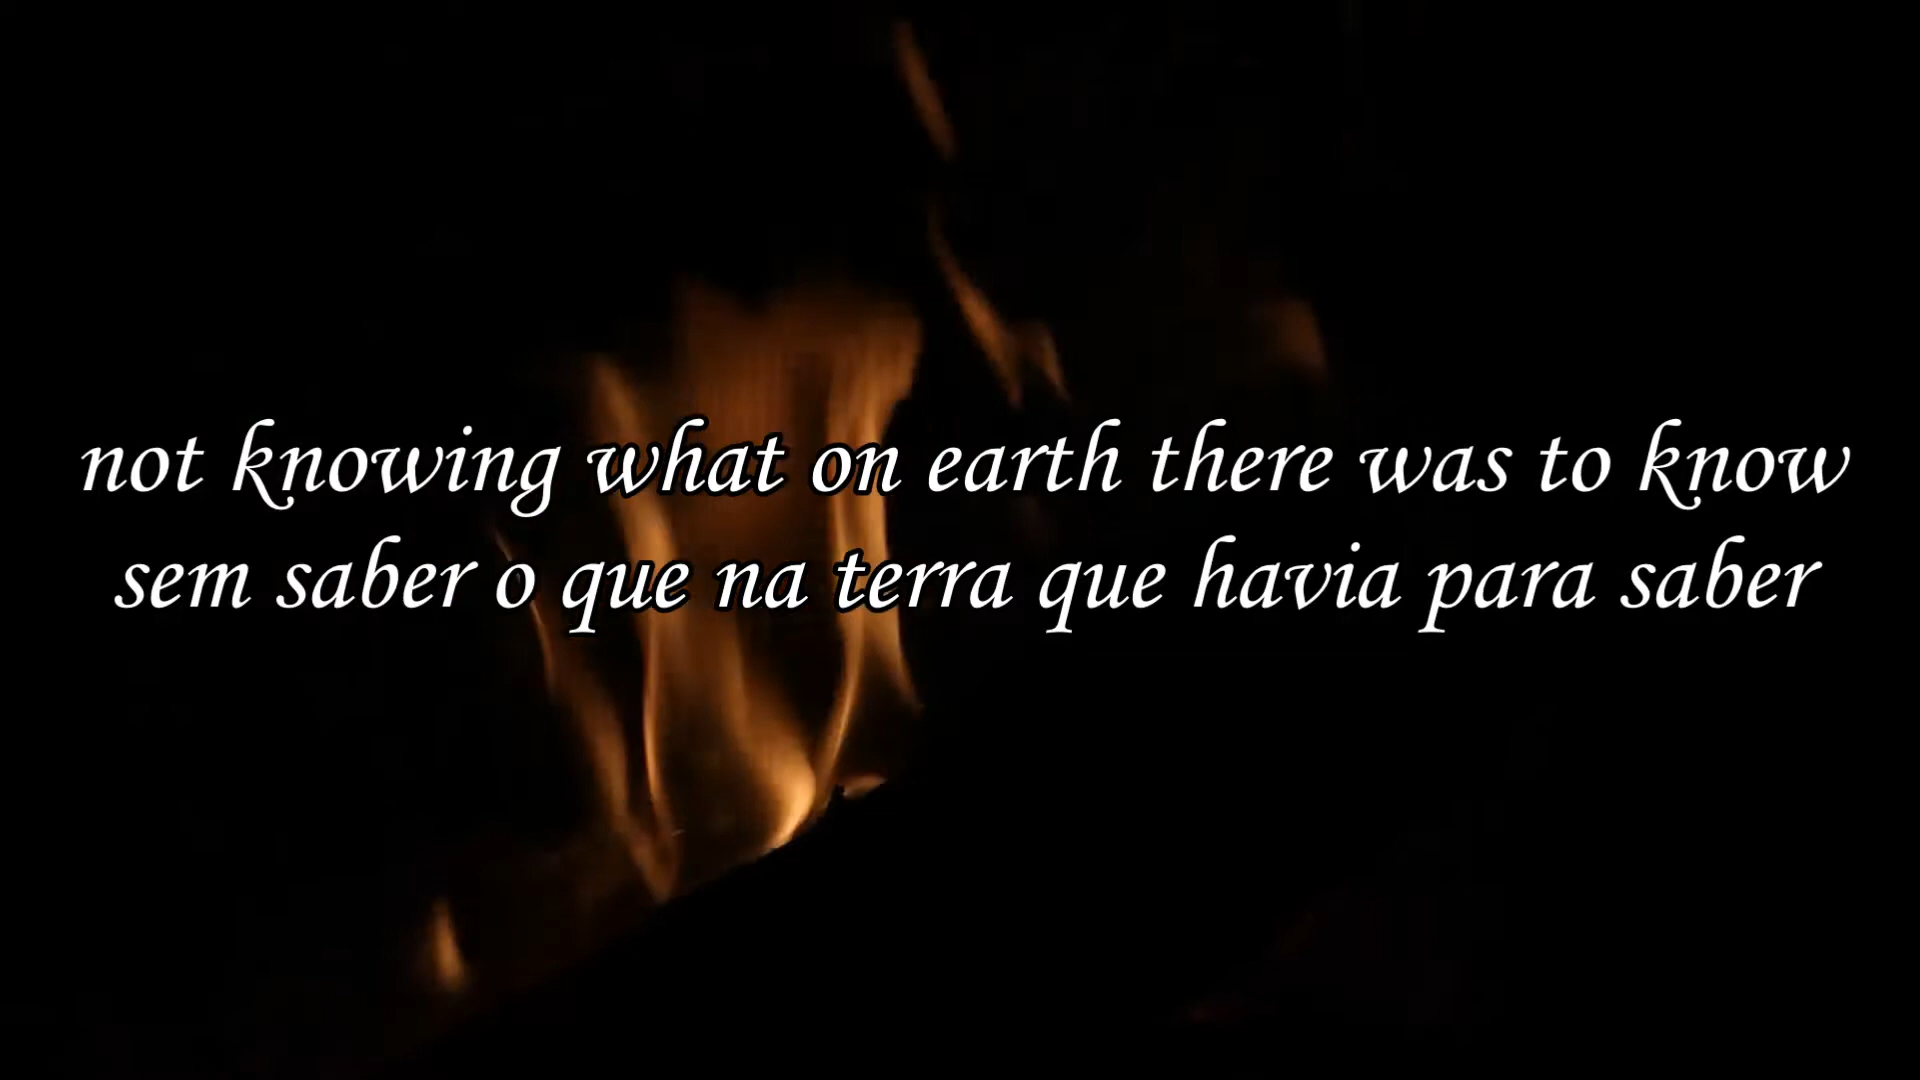 not knowing what on earth there was to know
sem saber o que na terra que havia para saber